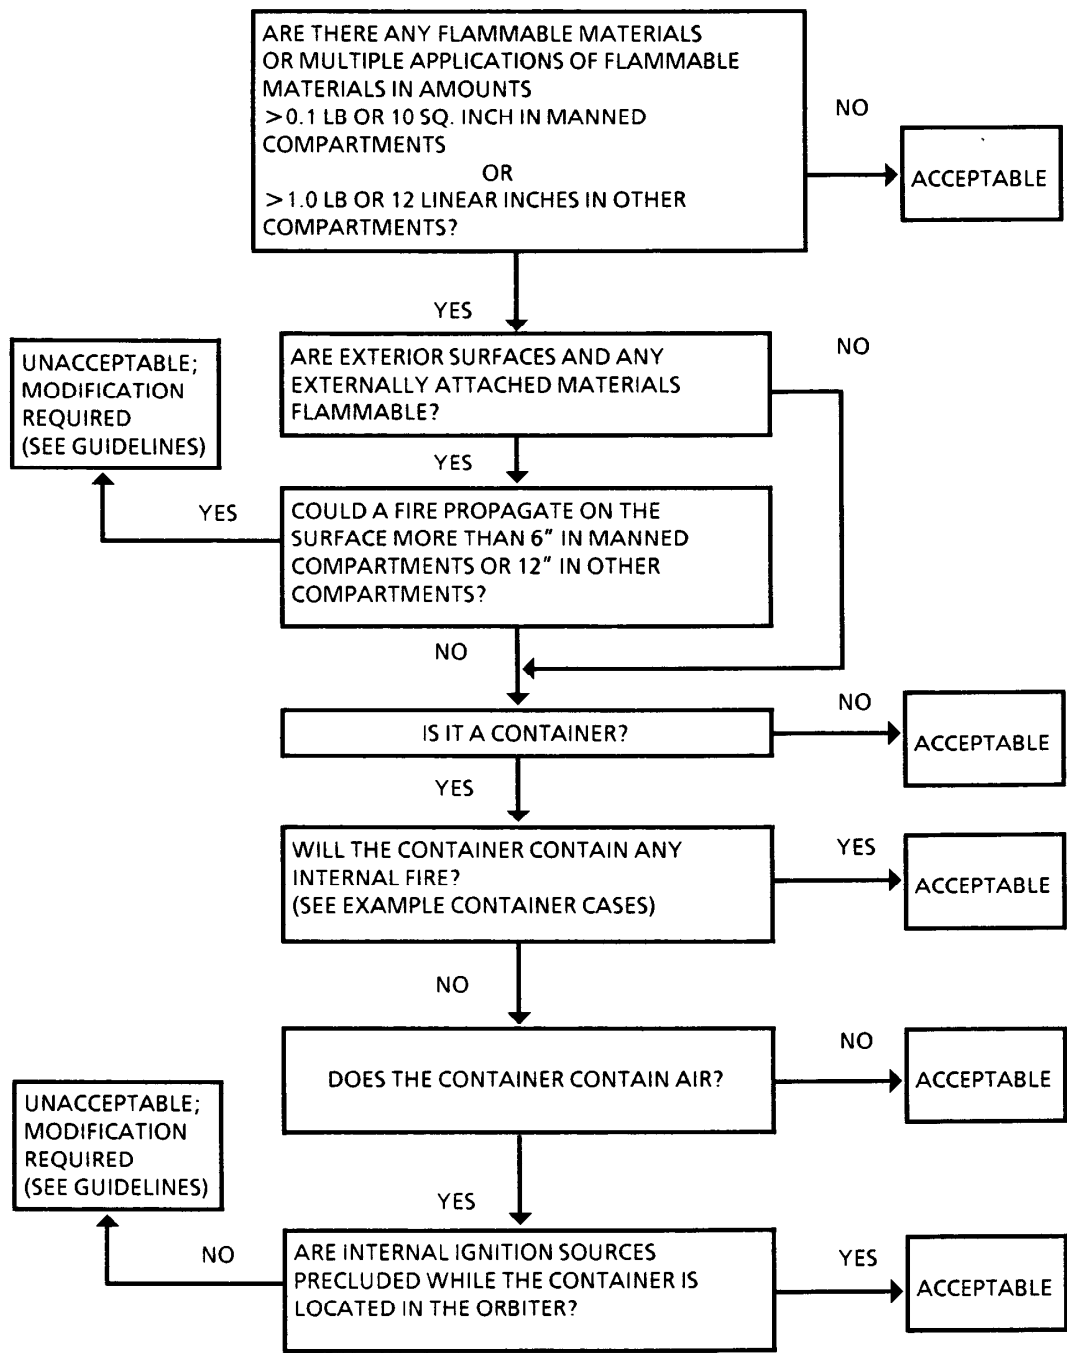 ARE THERE ANY FLAMMABLE MATERIALS
OR MULTIPLE APPLICATIONS OF FLAMMABLE
MATERIALS IN AMOUNTS
>0.1 LB OR 10 SQ. INCH IN MANNED
COMPARTMENTS
OR
>1.0 LB OR 12 LINEAR INCHES IN OTHER
COMPARTMENTS?
NO
ACCEPTABLE
YES
ARE EXTERIOR SURFACES AND ANY
EXTERNALLY ATTACHED MATERIALS
FLAMMABLE?
NO
UNACCEPTABLE;
MODIFICATION
REQUIRED
(SEE GUIDELINES)
YES
YES
COULD A FIRE PROPAGATE ON THE
SURFACE MORE THAN 6" IN MANNED
COMPARTMENTS OR 12" IN OTHER
COMPARTMENTS?
NO
IS IT A CONTAINER?
NO
ACCEPTABLE
YES
WILL THE CONTAINER CONTAIN ANY
INTERNAL FIRE?
(SEE EXAMPLE CONTAINER CASES)
YES
ACCEPTABLE
NO
DOES THE CONTAINER CONTAIN AIR?
NO
ACCEPTABLE
UNACCEPTABLE;
MODIFICATION
REQUIRED
(SEE GUIDELINES)
YES
NO
ARE INTERNAL IGNITION SOURCES
PRECLUDED WHILE THE CONTAINER IS
LOCATED IN THE ORBITER?
YES
ACCEPTABLE